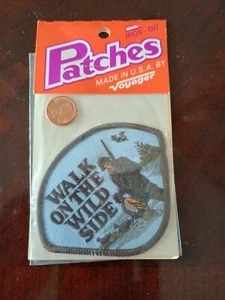 IRON-ON
Patches
MADE IN U.S.A. BY
Voyager
WALK
ON THE
WILD
SIDE